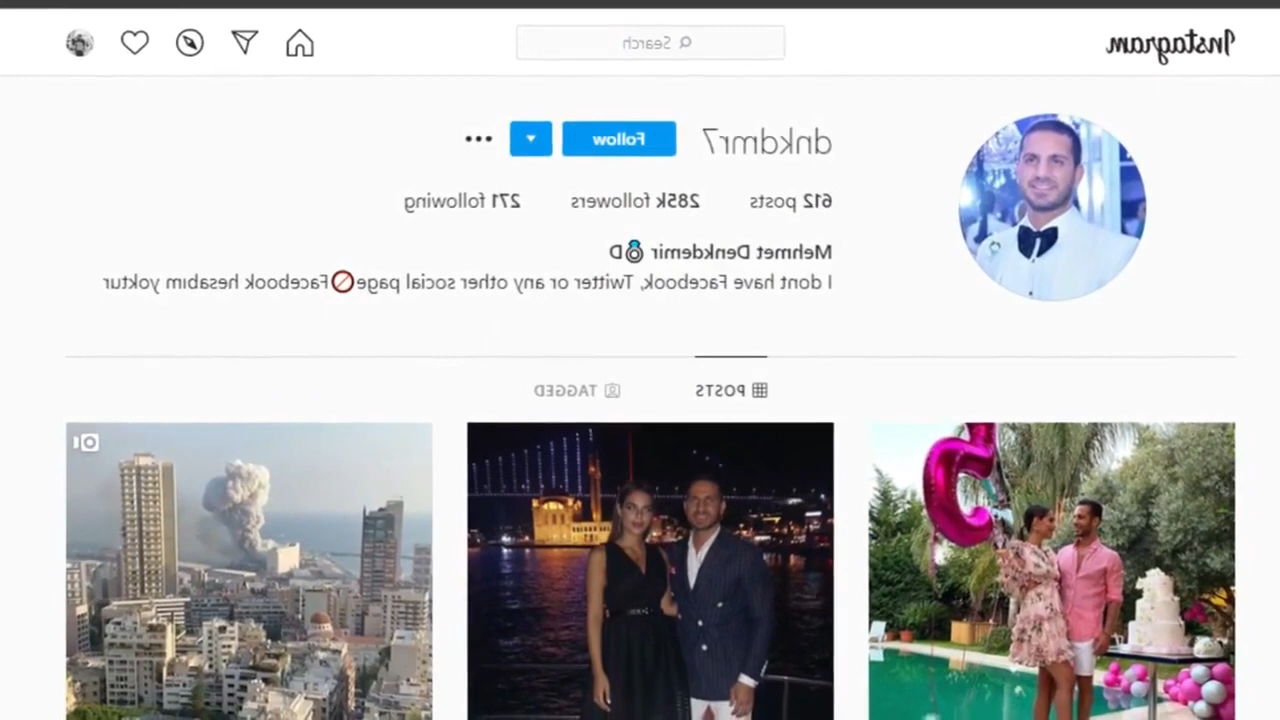 Instagram
Search
dnkdmr7
Follow
612 posts
285k followers
271 following
Mehmet Denkdemir 💍D
I dont have Facebook, Twitter or any other social page🚫Facebook hesabım yoktur
POSTS
TAGGED